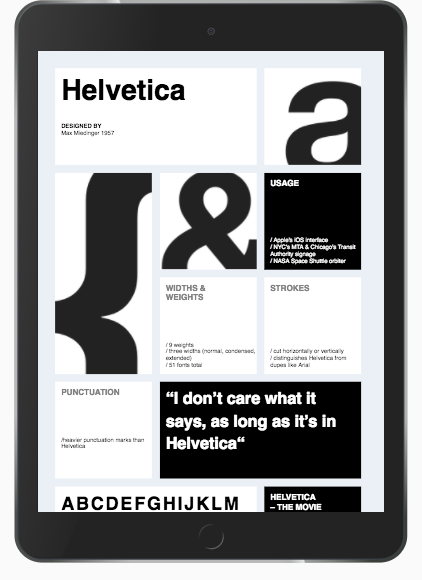 Helvetica
DESIGNED BY
Max Miedinger 1957
a
{
&
USAGE
/ Apple's iOS interface
/ NYC's MTA & Chicago's Transit
Authority signage
/ NASA Space Shuttle orbiter
WIDTHS &
WEIGHTS
/ 9 weights
/ three widths (normal, condensed,
extended)
/ 51 fonts total
STROKES
/ cut horizontally or vertically
/ distinguishes Helvetica from
dupes like Arial
PUNCTUATION
/heavier punctuation marks than
Helvetica
“I don't care what it
says, as long as it's in
Helvetica“
ABCDEFGHIJKLM
HELVETICA
– THE MOVIE